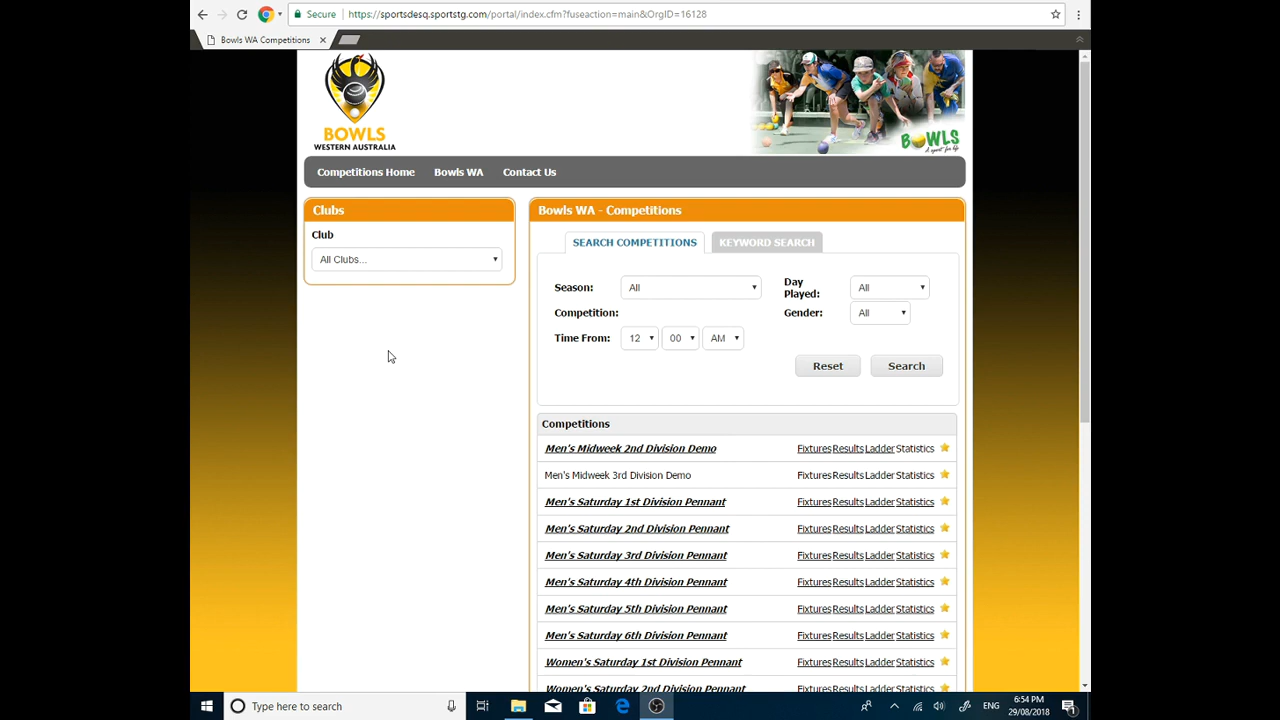 Secure https://sportsdesq.sportstg.com/portal/index.cfm?fuseaction=main&OrgID=16128
Bowls WA Competitions
BOWLS
WESTERN AUSTRALIA
BOWLS
A sport for life
Competitions Home Bowls WA Contact Us
Clubs
Club
All Clubs...
Bowls WA - Competitions
SEARCH COMPETITIONS KEYWORD SEARCH
Season: All Day Played: All
Competition: Gender: All
Time From: 12 00 AM
Reset Search
Competitions
Men's Midweek 2nd Division Demo Fixtures Results Ladder Statistics
Men's Midweek 3rd Division Demo Fixtures Results Ladder Statistics
Men's Saturday 1st Division Pennant Fixtures Results Ladder Statistics
Men's Saturday 2nd Division Pennant Fixtures Results Ladder Statistics
Men's Saturday 3rd Division Pennant Fixtures Results Ladder Statistics
Men's Saturday 4th Division Pennant Fixtures Results Ladder Statistics
Men's Saturday 5th Division Pennant Fixtures Results Ladder Statistics
Men's Saturday 6th Division Pennant Fixtures Results Ladder Statistics
Women's Saturday 1st Division Pennant Fixtures Results Ladder Statistics
Women's Saturday 2nd Division Pennant Fixtures Results Ladder Statistics
Type here to search
ENG
6:54 PM
29/08/2018
1